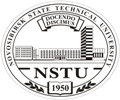 NOVOSIBIRSK STATE TECHNICAL UNIVERSITY
DOCENDO
DISCIMUS
NSTU
1950